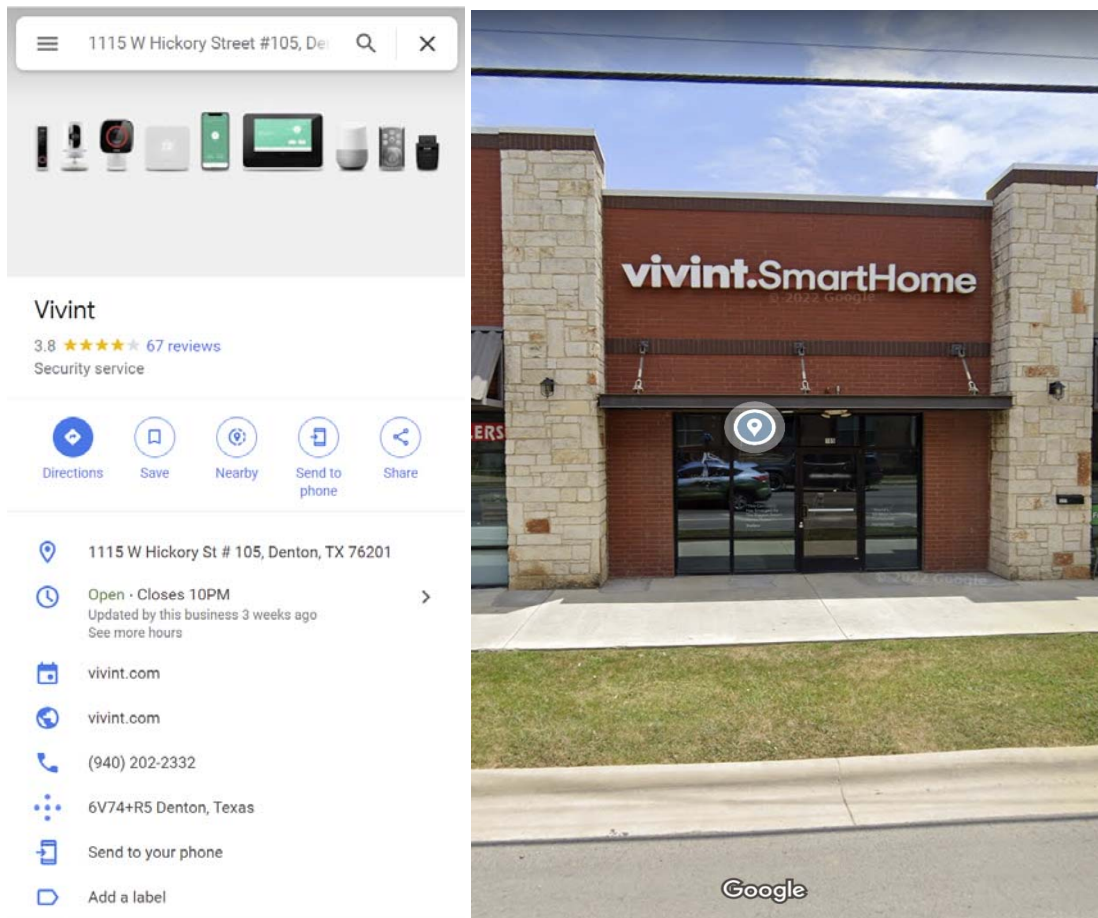 1115 W Hickory Street #105, De
Vivint
3.8 67 reviews
Security service
Directions
Save
Nearby
Send to
phone
Share
1115 W Hickory St # 105, Denton, TX 76201
Open · Closes 10PM
Updated by this business 3 weeks ago
See more hours
vivint.com
vivint.com
(940) 202-2332
6V74+R5 Denton, Texas
Send to your phone
Add a label
vivint.SmartHome
© 2022 Google
ERS
105
© 2022 Google
Google